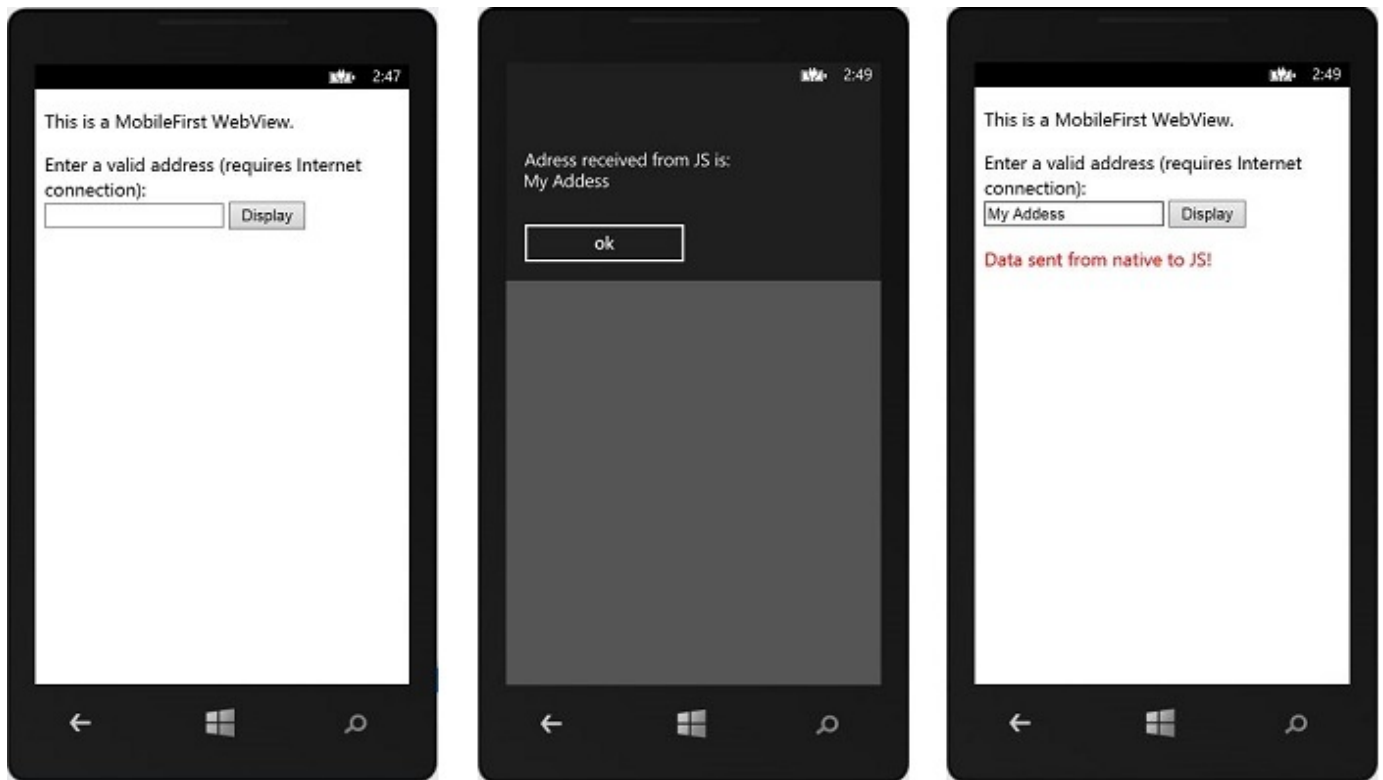 2:47
This is a MobileFirst WebView.
Enter a valid address (requires Internet
connection):
Display
2:49
Adress received from JS is:
My Addess
ok
2:49
This is a MobileFirst WebView.
Enter a valid address (requires Internet
connection):
My Addess Display
Data sent from native to JS!